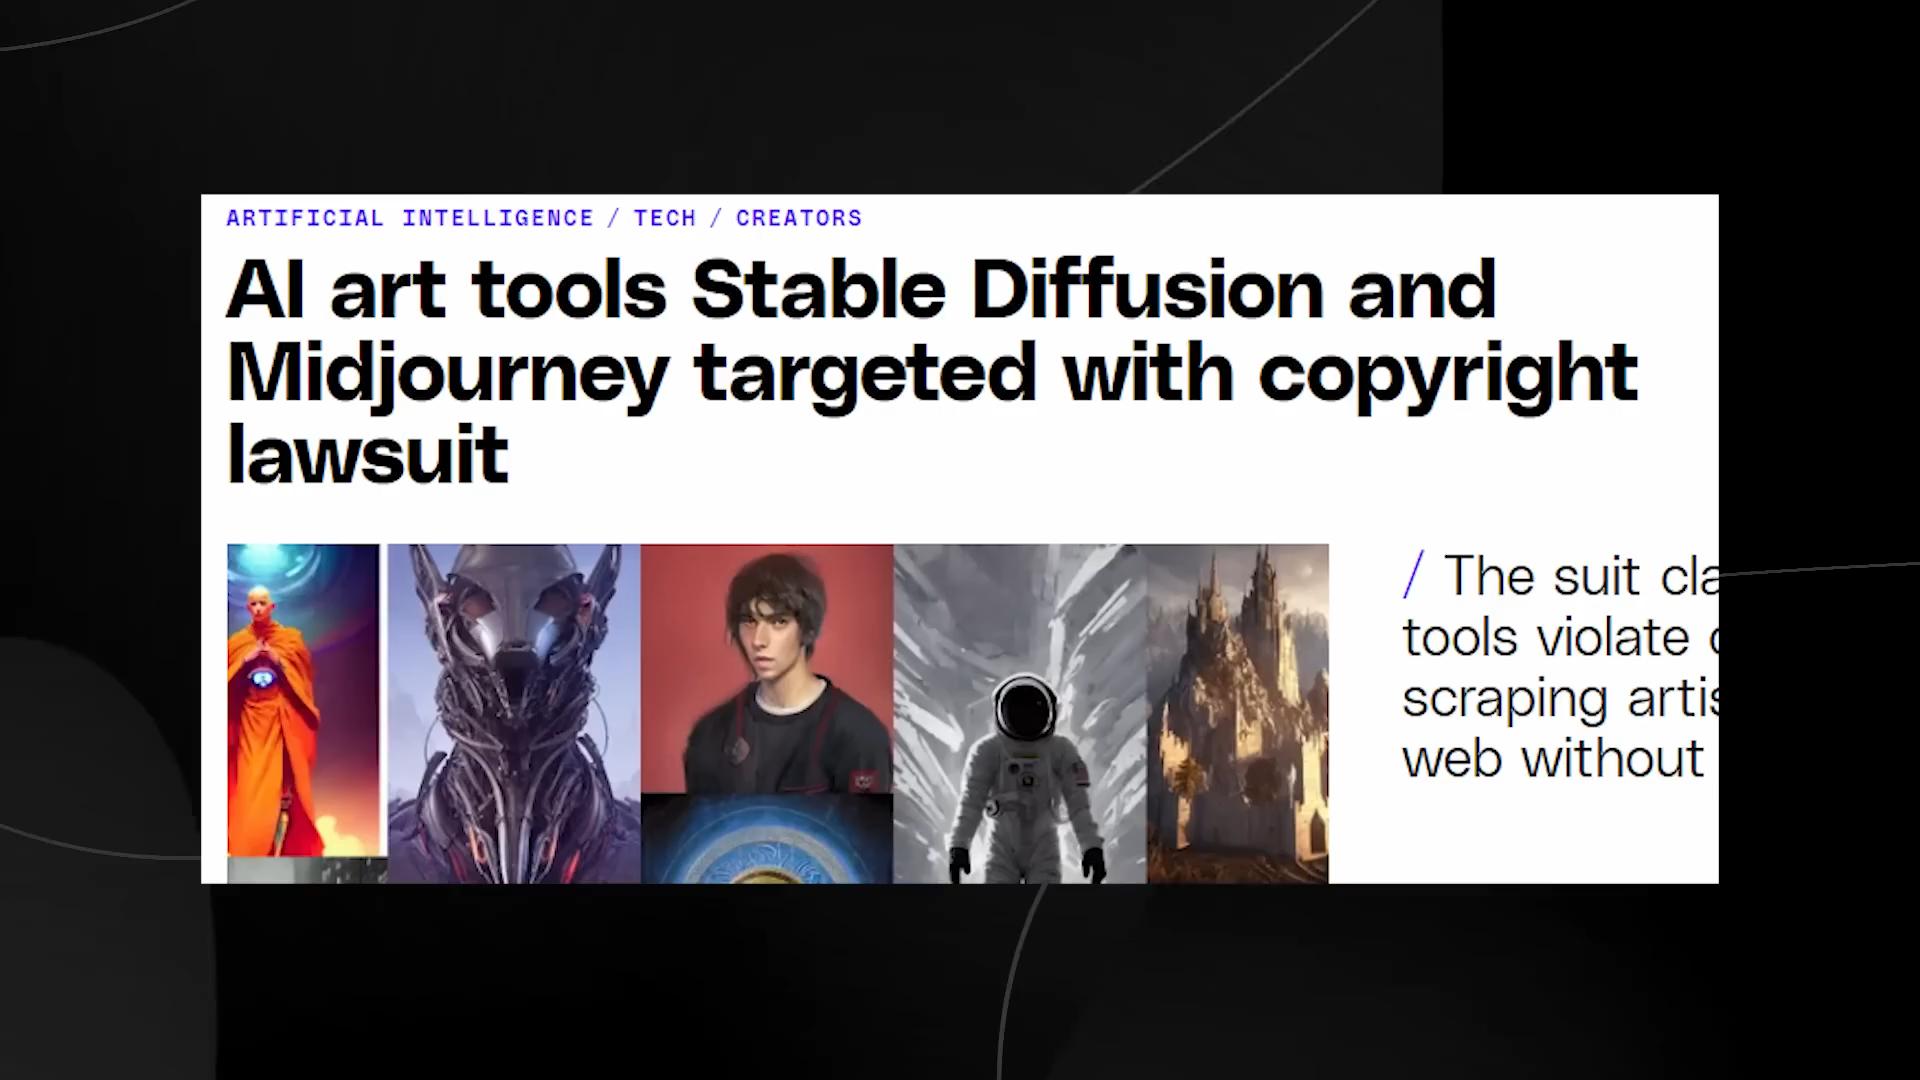 ARTIFICIAL INTELLIGENCE / TECH / CREATORS
AI art tools Stable Diffusion and
Midjourney targeted with copyright
lawsuit
/ The suit
tools violate
scraping
web without